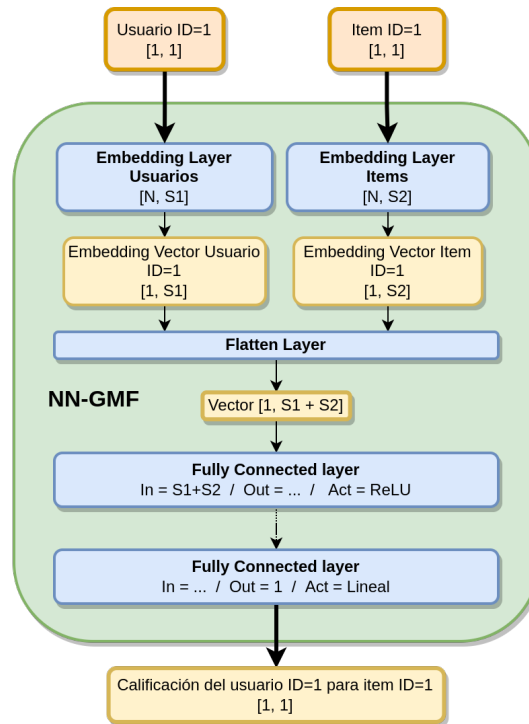 Usuario ID=1
[1, 1]
Item ID=1
[1, 1]
Embedding Layer
Usuarios
[N, S1]
Embedding Layer
Items
[N, S2]
Embedding Vector Usuario
ID=1
[1, S1]
Embedding Vector Item
ID=1
[1, S2]
Flatten Layer
NN-GMF
Vector [1, S1 + S2]
Fully Connected layer
In = S1+S2 / Out = ... / Act = ReLU
Fully Connected layer
In = ... / Out = 1 / Act = Lineal
Calificación del usuario ID=1 para item ID=1
[1, 1]